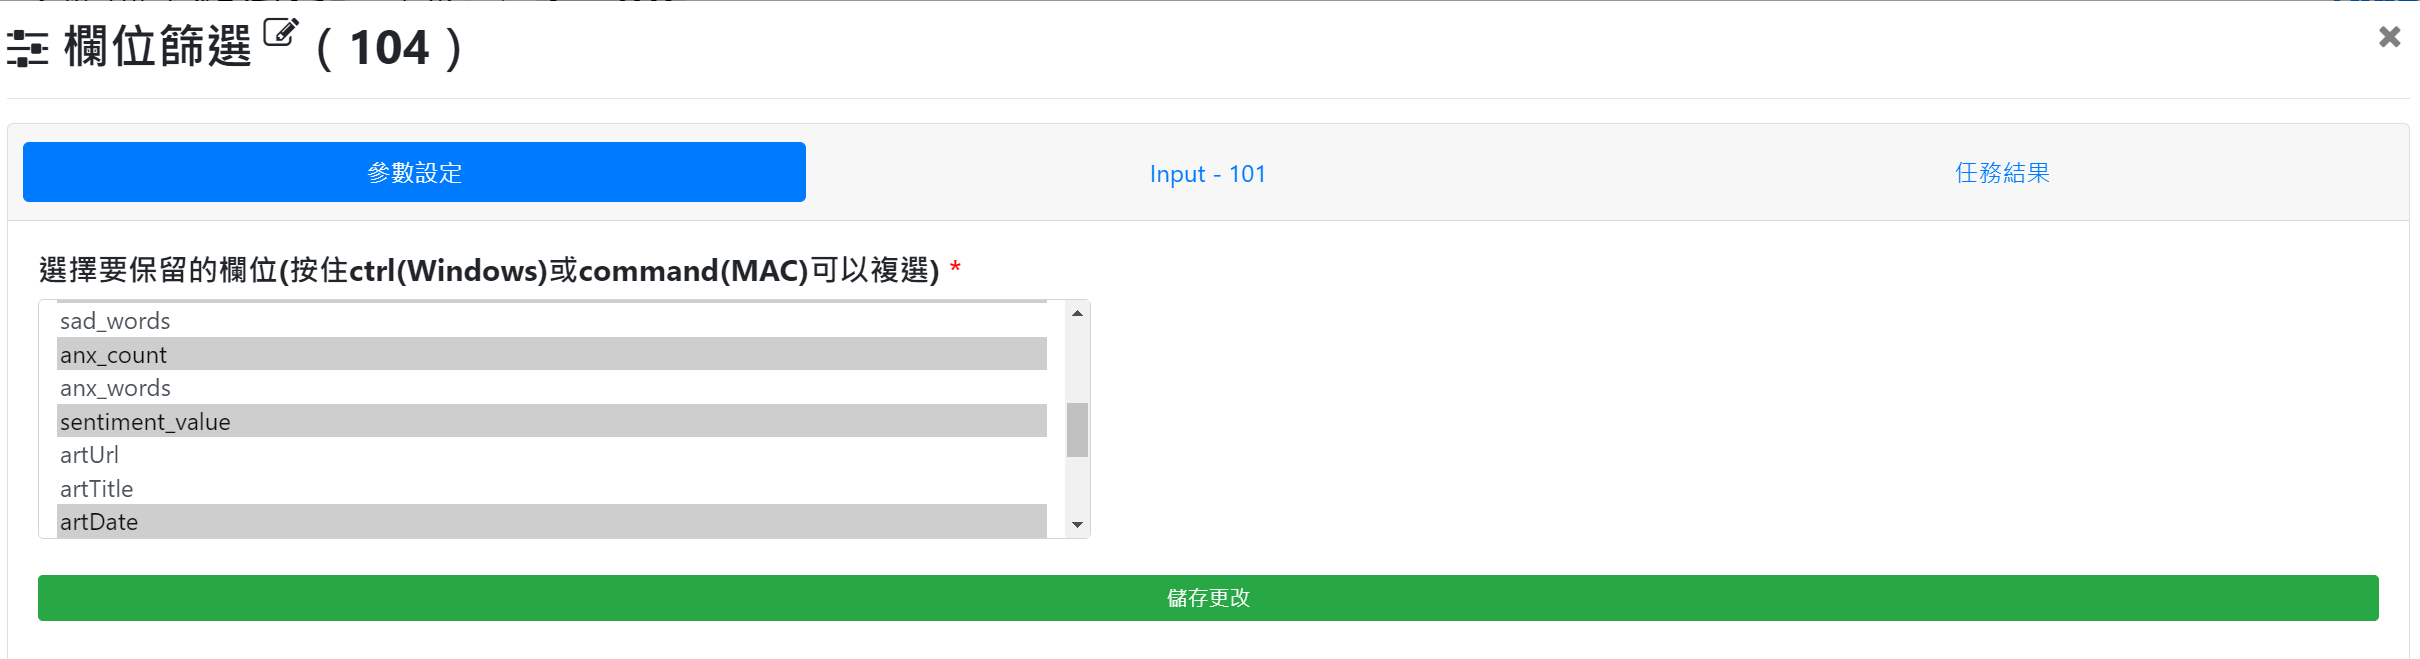 欄位篩選 ( 104 )
參數設定
Input - 101
任務結果
選擇要保留的欄位(按住ctrl(Windows)或command(MAC)可以複選) *
sad_words
anx_count
anx_words
sentiment_value
artUrl
artTitle
artDate
儲存更改